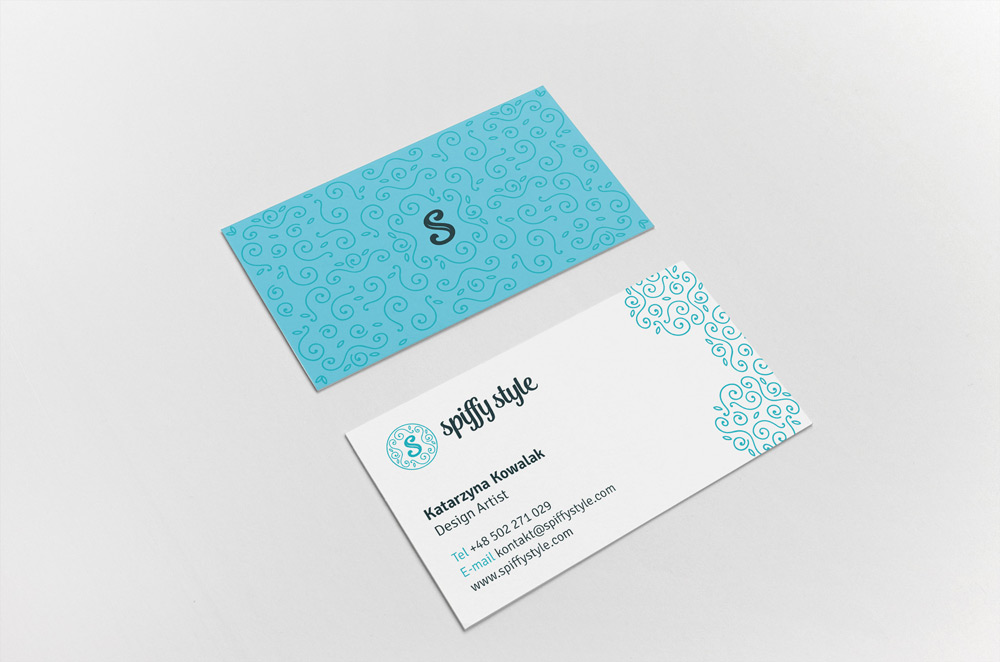 S
S
spiffy style
Katarzyna Kowalak
Design Artist
Tel +48 502 271 029
E-mail kontakt@spiffystyle.com
www.spiffystyle.com